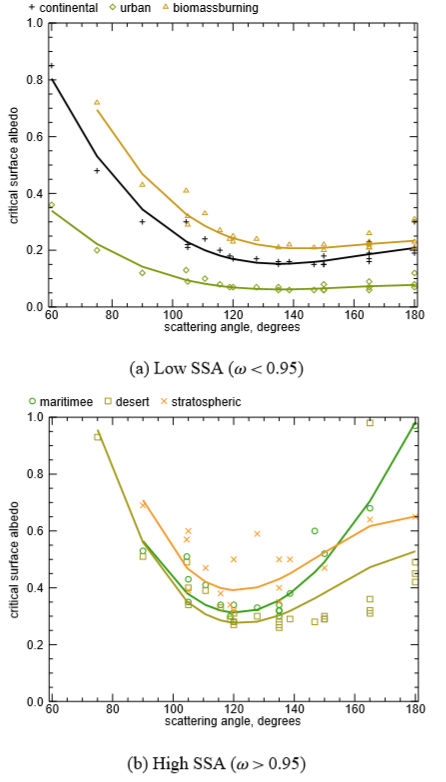 continental urban biomassburning
1.0
0.8
0.6
0.4
0.2
0.0
critical surface albedo
60 80 100 120 140 160 180
scattering angle, degrees
(a) Low SSA (ω < 0.95)
maritimee desert stratospheric
1.0
0.8
0.6
0.4
0.2
0.0
critical surface albedo
60 80 100 120 140 160 180
scattering angle, degrees
(b) High SSA (ω > 0.95)